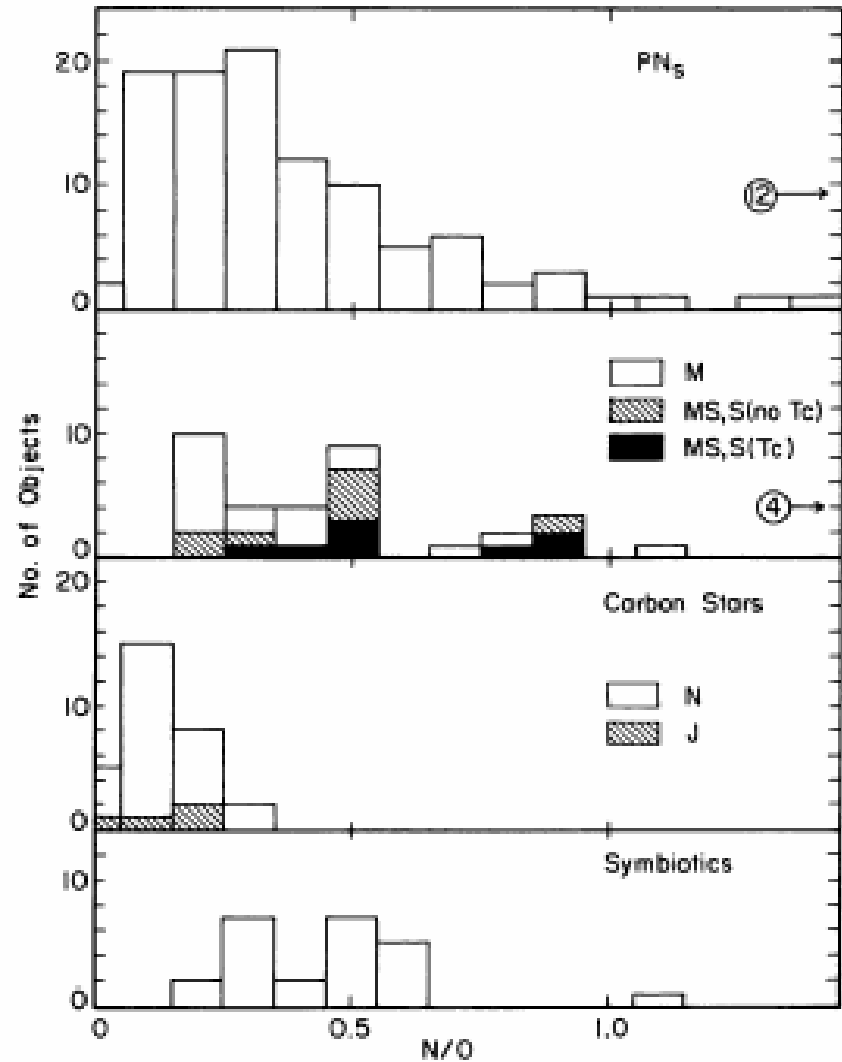 20
PNs
10
⑫→
0
M
MS,S(no Tc)
10
MS,S(Tc)
④→
0
No. of Objects
20
Carbon Stars
N
10
J
0
Symbiotics
10
0
0 0.5 1.0
N/O